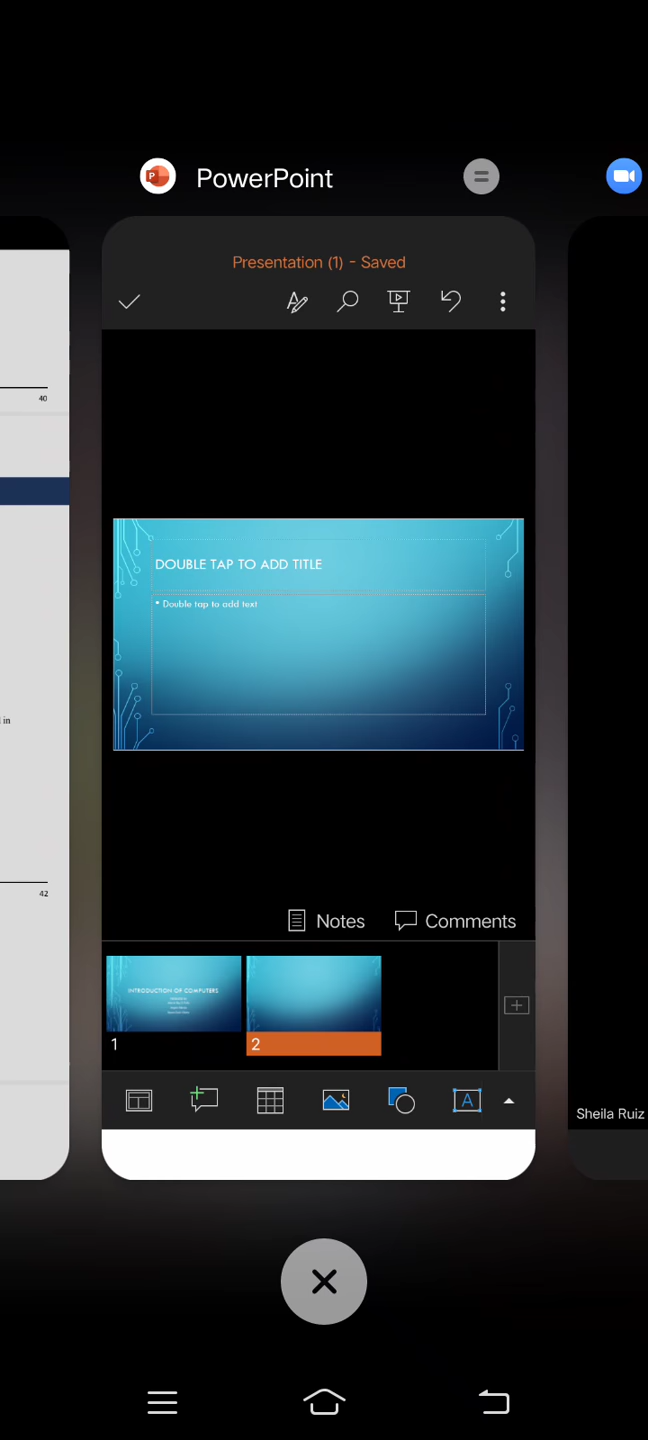 PowerPoint
Presentation (1) - Saved
40
DOUBLE TAP TO ADD TITLE
Double tap to add text
in
42
Notes
Comments
INTRODUCTION OF COMPUTERS
1
2
A
Sheila Ruiz